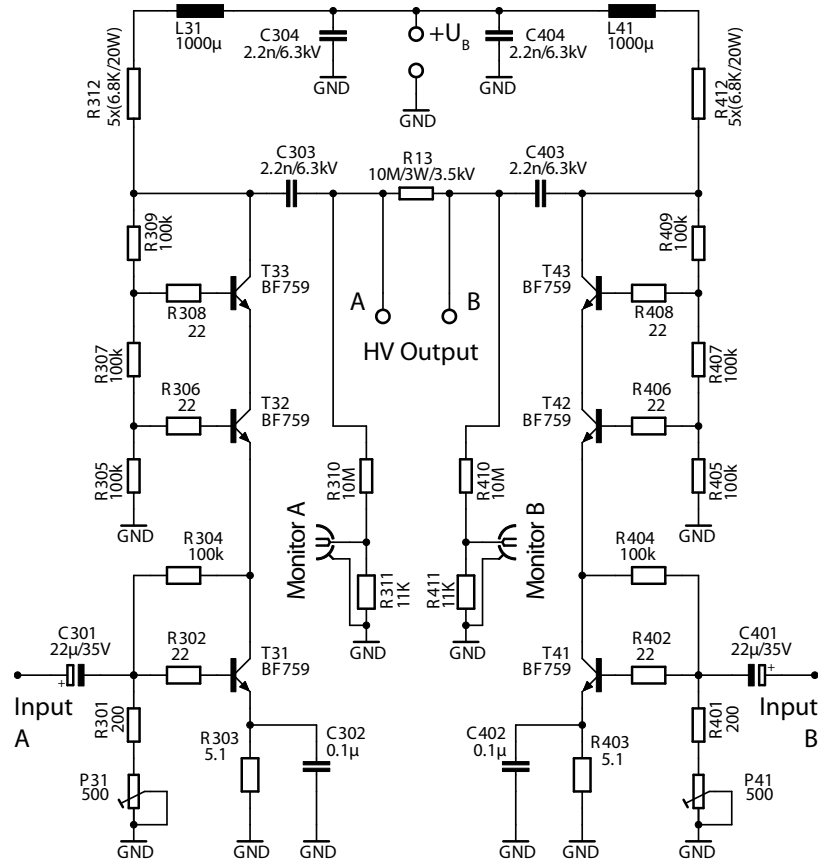 L31
1000µ
C304
2.2n/6.3kV
GND
+U
B
GND
C404
2.2n/6.3kV
GND
L41
1000µ
R312
5x(6.8K/20W)
R412
5x(6.8K/20W)
C303
2.2n/6.3kV
R13
10M/3W/3.5kV
C403
2.2n/6.3kV
R309
100k
R409
100k
T33
BF759
T43
BF759
R308
22
A
B
R408
22
HV Output
R307
100k
R407
100k
R306
22
T32
BF759
T42
BF759
R406
22
R305
100k
R405
100k
R310
10M
R410
10M
GND
GND
Monitor A
Monitor B
R304
100k
R404
100k
R311
11K
R411
11K
GND
GND
C301
22µ/35V
+
R302
22
T31
BF759
T41
BF759
R402
22
C401
22µ/35V
+
Input
A
Input
B
R301
200
R401
200
R303
5.1
C302
0.1µ
C402
0.1µ
R403
5.1
P31
500
P41
500
GND
GND
GND
GND
GND
GND